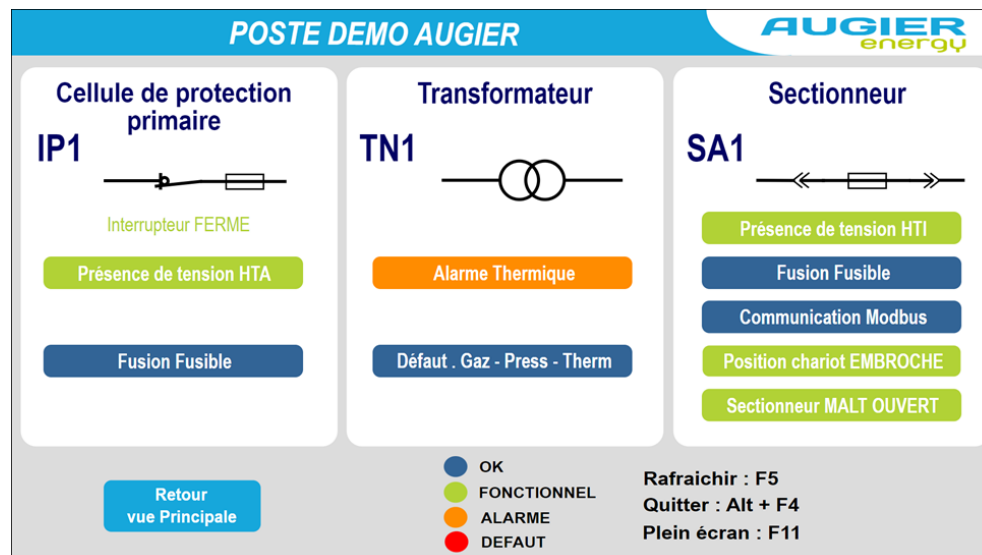 POSTE DEMO AUGIER
AUGIER
energy
Cellule de protection
primaire
IP1
Interrupteur FERME
Présence de tension HTA
Fusion Fusible
Transformateur
TN1
Alarme Thermique
Défaut . Gaz - Press - Therm
Sectionneur
SA1
Présence de tension HTI
Fusion Fusible
Communication Modbus
Position chariot EMBROCHE
Sectionneur MALT OUVERT
Retour
vue Principale
OK
FONCTIONNEL
ALARME
DEFAUT
Rafraichir : F5
Quitter : Alt + F4
Plein écran : F11